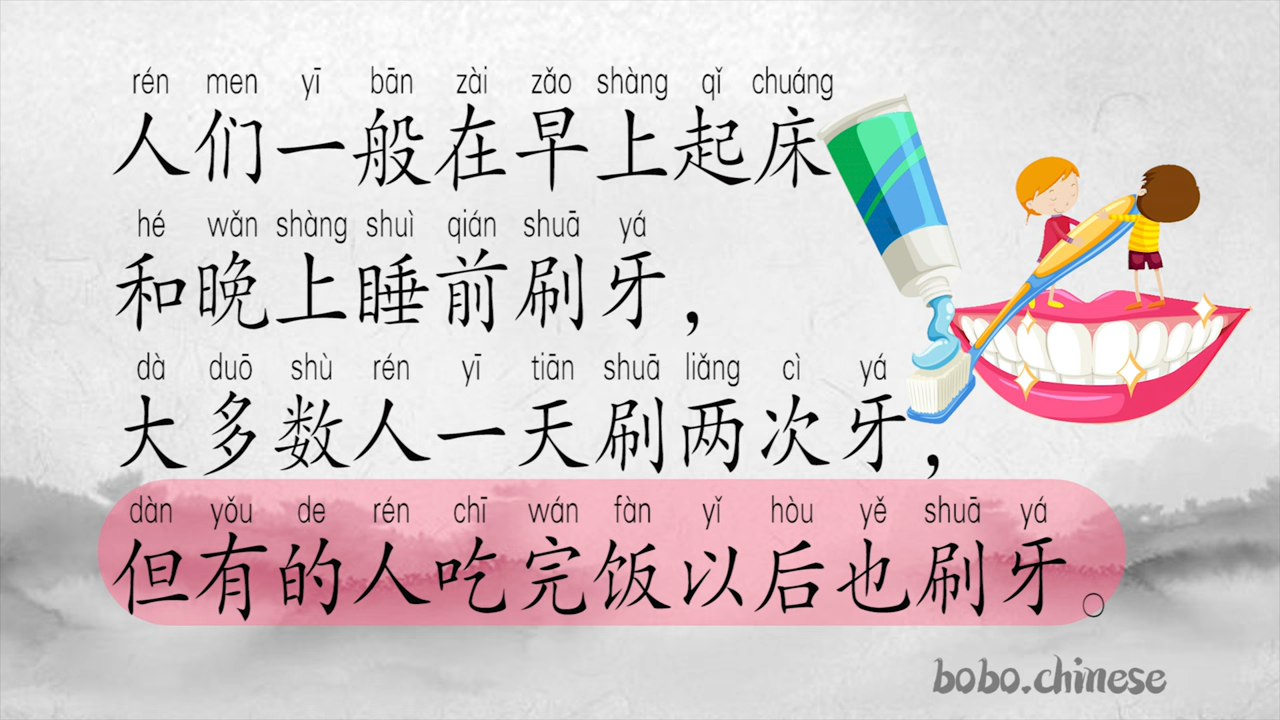 rén men yī bān zài zǎo shàng qǐ chuáng
人们一般在早上起床
hé wǎn shàng shuì qián shuā yá
和晚上睡前刷牙，
dà duō shù rén yī tiān shuā liǎng cì yá
大多数人一天刷两次牙，
dàn yǒu de rén chī wán fàn yǐ hòu yě shuā yá
但有的人吃完饭以后也刷牙。
bobo.chinese